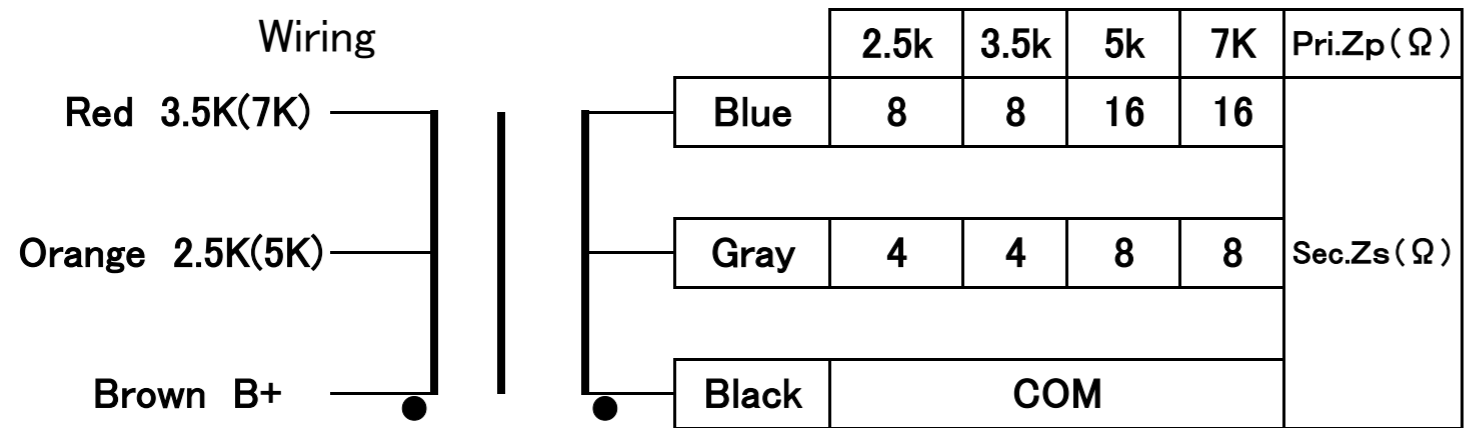 Wiring 2.5k 3.5k 5k 7K Pri.Zp(Ω)
Red 3.5K(7K) Blue 8 8 16 16
Orange 2.5K(5K) Gray 4 4 8 8 Sec.Zs(Ω)
Brown B+ Black COM